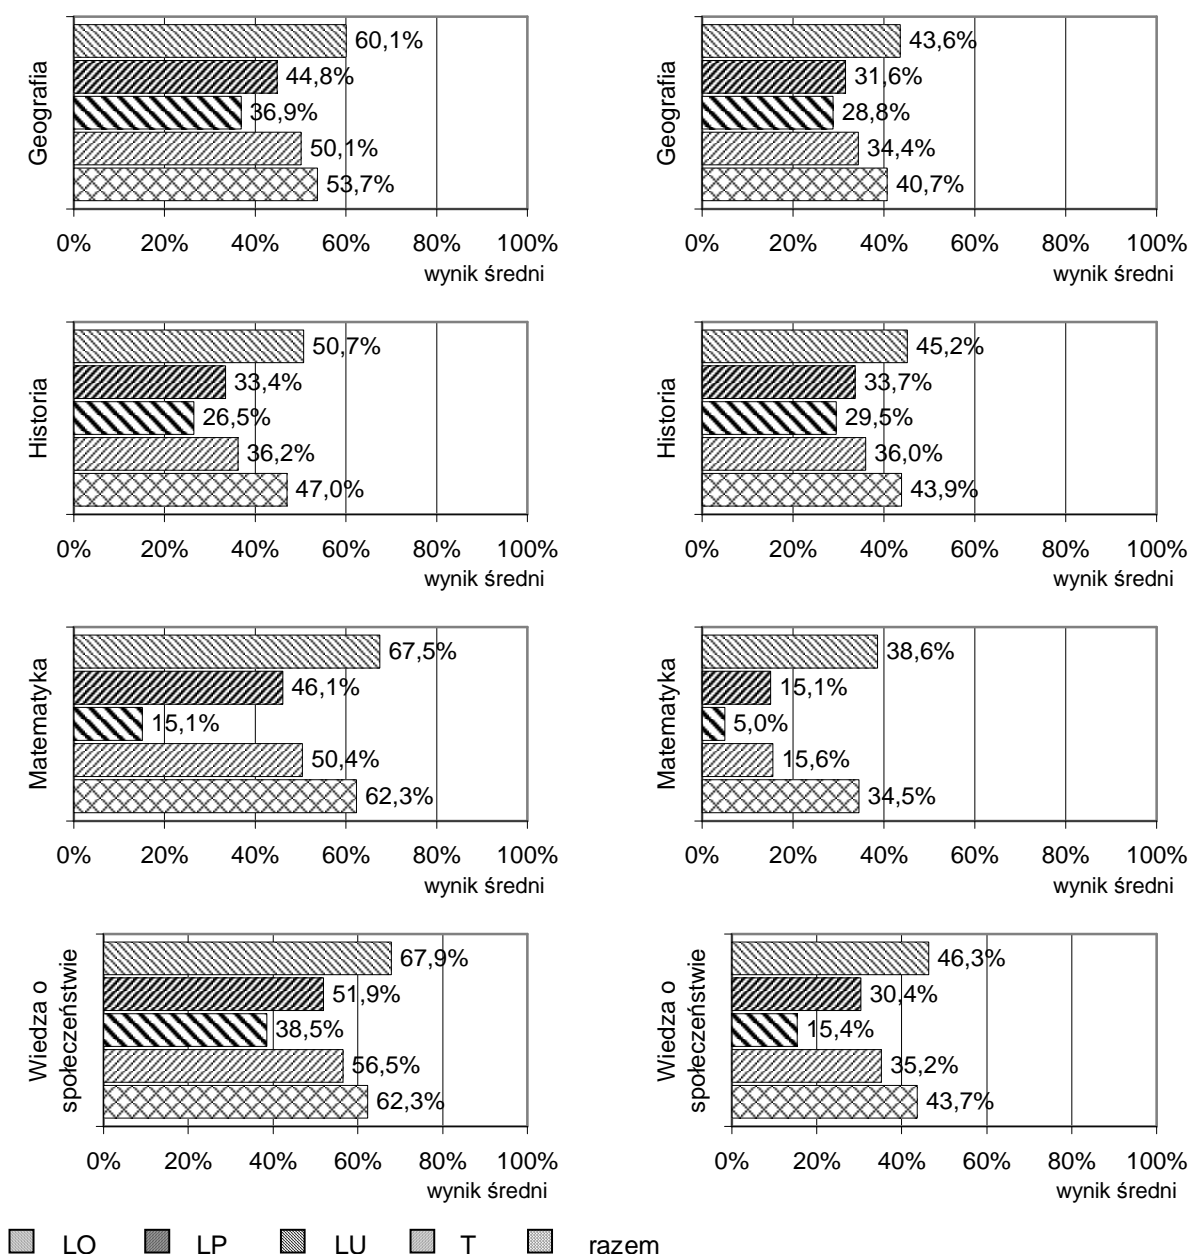 Geografia
60,1%
44,8%
36,9%
50,1%
53,7%
0% 20% 40% 60% 80% 100%
wynik średni
Geografia
43,6%
31,6%
28,8%
34,4%
40,7%
0% 20% 40% 60% 80% 100%
wynik średni
Historia
50,7%
33,4%
26,5%
36,2%
47,0%
0% 20% 40% 60% 80% 100%
wynik średni
Historia
45,2%
33,7%
29,5%
36,0%
43,9%
0% 20% 40% 60% 80% 100%
wynik średni
Matematyka
67,5%
46,1%
15,1%
50,4%
62,3%
0% 20% 40% 60% 80% 100%
wynik średni
Matematyka
38,6%
15,1%
5,0%
15,6%
34,5%
0% 20% 40% 60% 80% 100%
wynik średni
Wiedza o
społeczeństwie
67,9%
51,9%
38,5%
56,5%
62,3%
0% 20% 40% 60% 80% 100%
wynik średni
Wiedza o
społeczeństwie
46,3%
30,4%
15,4%
35,2%
43,7%
0% 20% 40% 60% 80% 100%
wynik średni
LO LP LU T razem